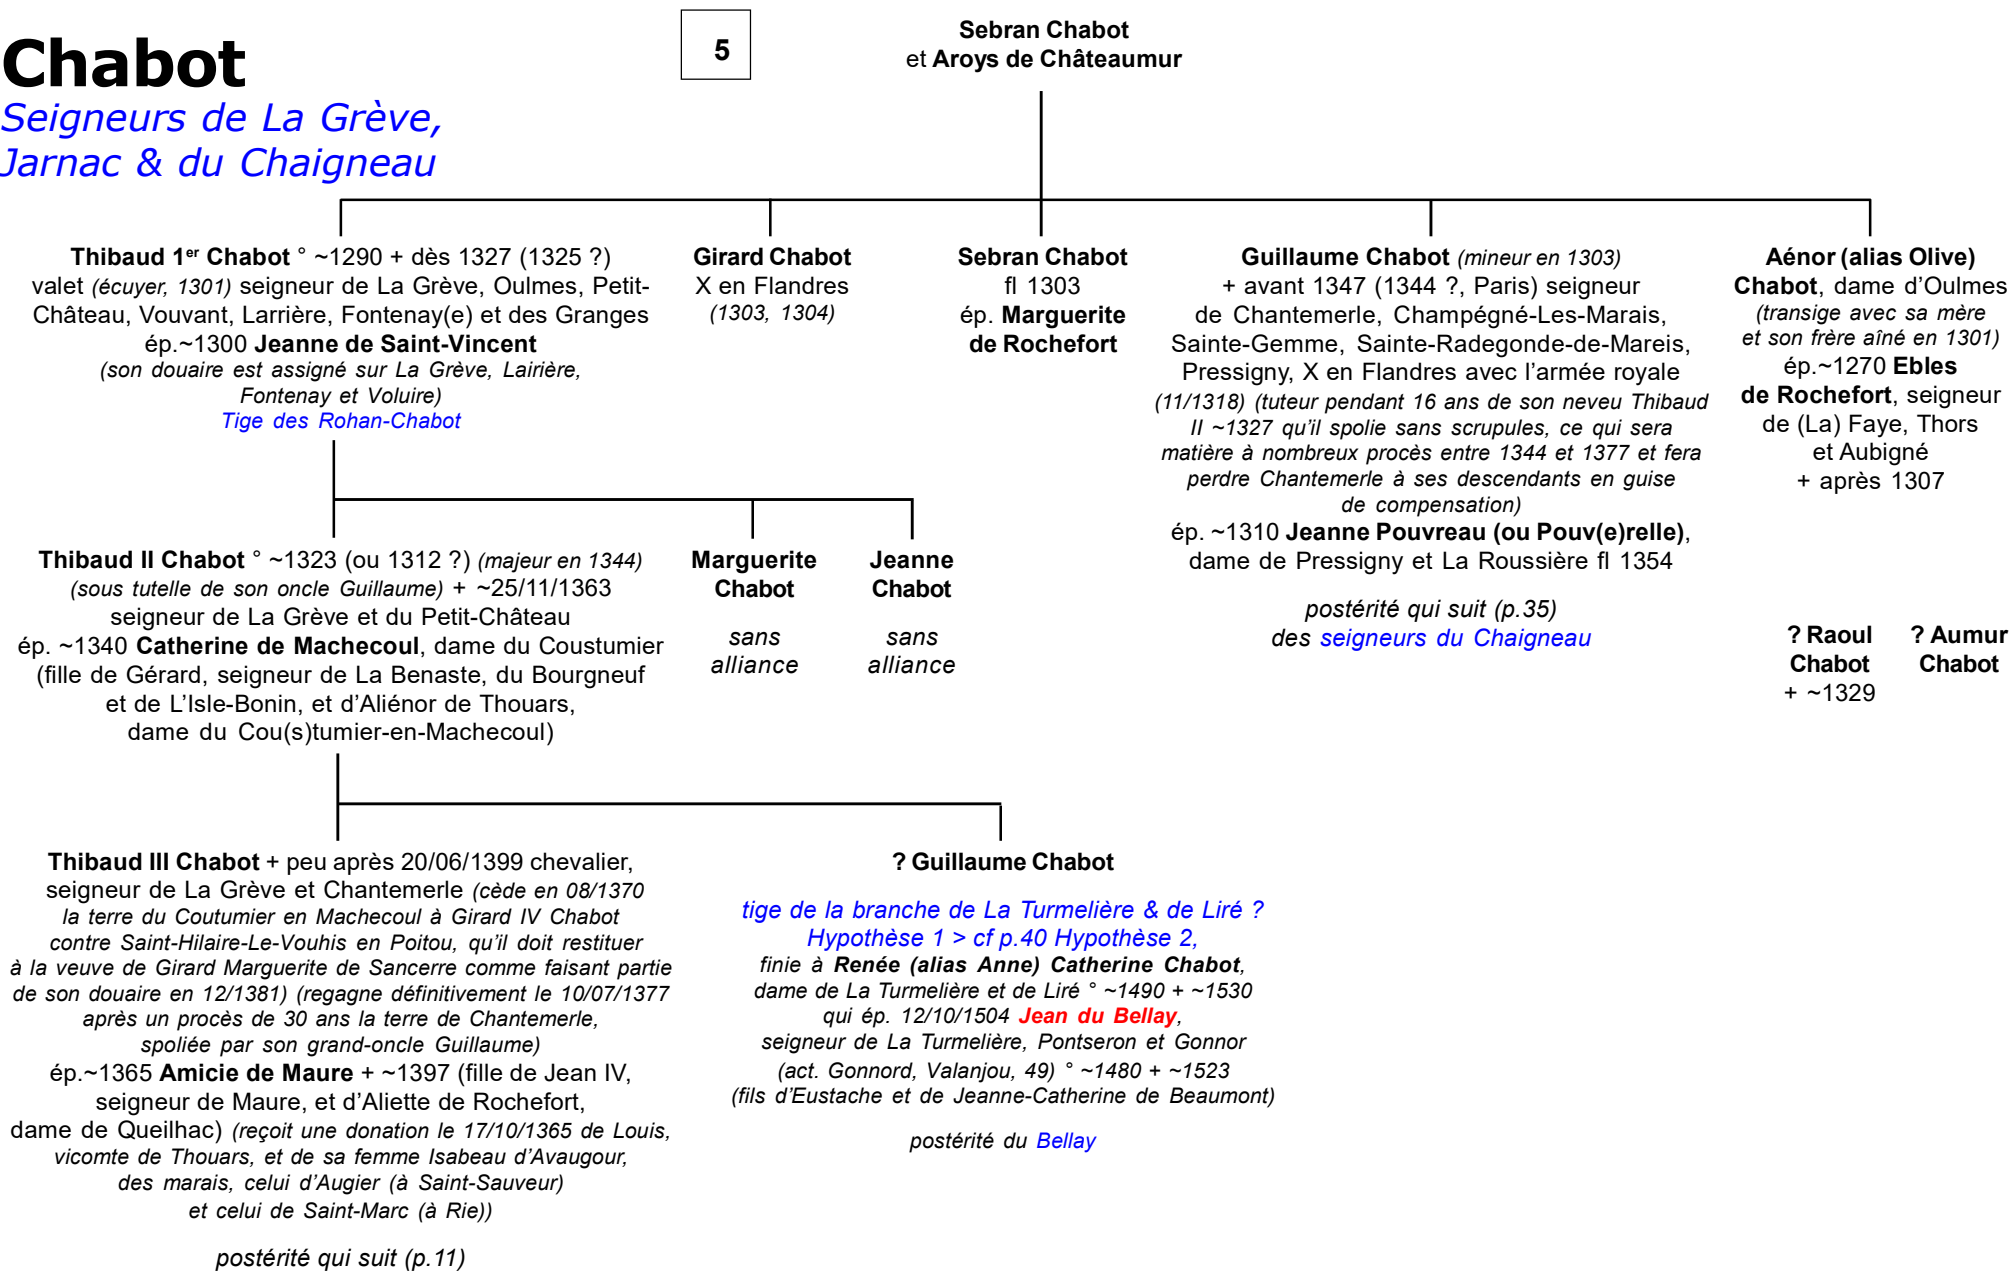 Chabot
Seigneurs de La Grève,
Jarnac & du Chaigneau
5
Sebran Chabot
et Aroys de Châteaumur
Thibaud 1er Chabot ° ~1290 + dès 1327 (1325 ?)
valet (écuyer, 1301) seigneur de La Grève, Oulmes, Petit-
Château, Vouvant, Larrière, Fontenay(e) et des Granges
ép.~1300 Jeanne de Saint-Vincent
(son douaire est assigné sur La Grève, Lairière,
Fontenay et Voluire)
Tige des Rohan-Chabot
Girard Chabot
X en Flandres
(1303, 1304)
Sebran Chabot
fl 1303
ép. Marguerite
de Rochefort
Guillaume Chabot (mineur en 1303)
+ avant 1347 (1344 ?, Paris) seigneur
de Chantemerle, Champégné-Les-Marais,
Sainte-Gemme, Sainte-Radegonde-de-Mareis,
Pressigny, X en Flandres avec l'armée royale
(11/1318) (tuteur pendant 16 ans de son neveu Thibaud
II ~1327 qu'il spolie sans scrupules, ce qui sera
matière à nombreux procès entre 1344 et 1377 et fera
perdre Chantemerle à ses descendants en guise
de compensation)
ép. ~1310 Jeanne Pouvreau (ou Pouv(e)relle),
dame de Pressigny et La Roussière fl 1354
postérité qui suit (p.35)
des seigneurs du Chaigneau
Aénor (alias Olive)
Chabot, dame d'Oulmes
(transige avec sa mère
et son frère aîné en 1301)
ép.~1270 Ebles
de Rochefort, seigneur
de (La) Faye, Thors
et Aubigné
+ après 1307
? Raoul
Chabot
+ ~1329
? Aumur
Chabot
Thibaud II Chabot ° ~1323 (ou 1312 ?) (majeur en 1344)
(sous tutelle de son oncle Guillaume) + ~25/11/1363
seigneur de La Grève et du Petit-Château
ép. ~1340 Catherine de Machecoul, dame du Coustumier
(fille de Gérard, seigneur de La Benaste, du Bourgneuf
et de L'Isle-Bonin, et d'Aliénor de Thouars,
dame du Cou(s)tumier-en-Machecoul)
Marguerite
Chabot
sans
alliance
Jeanne
Chabot
sans
alliance
Thibaud III Chabot + peu après 20/06/1399 chevalier,
seigneur de La Grève et Chantemerle (cède en 08/1370
la terre du Coutumier en Machecoul à Girard IV Chabot
contre Saint-Hilaire-Le-Vouhis en Poitou, qu'il doit restituer
à la veuve de Girard Marguerite de Sancerre comme faisant partie
de son douaire en 12/1381) (regagne définitivement le 10/07/1377
après un procès de 30 ans la terre de Chantemerle,
spoliée par son grand-oncle Guillaume)
ép.~1365 Amicie de Maure + ~1397 (fille de Jean IV,
seigneur de Maure, et d'Aliette de Rochefort,
dame de Queilhac) (reçoit une donation le 17/10/1365 de Louis,
vicomte de Thouars, et de sa femme Isabeau d'Avaugour,
des marais, celui d'Augier (à Saint-Sauveur)
et celui de Saint-Marc (à Rie))
postérité qui suit (p.11)
? Guillaume Chabot
tige de la branche de La Turmelière & de Liré ?
Hypothèse 1 > cf p.40 Hypothèse 2,
finie à Renée (alias Anne) Catherine Chabot,
dame de La Turmelière et de Liré ° ~1490 + ~1530
qui ép. 12/10/1504 Jean du Bellay,
seigneur de La Turmelière, Pontseron et Gonnor
(act. Gonnord, Valanjou, 49) ° ~1480 + ~1523
(fils d'Eustache et de Jeanne-Catherine de Beaumont)
postérité du Bellay